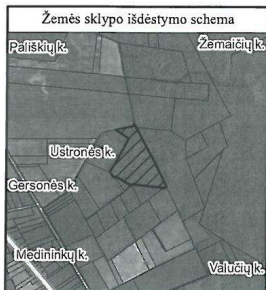 Žemės sklypo išdėstymo schema
Pališkių k.
Žemaičių k.
Ustronės k.
Gersonės k.
Medininkų k.
Valučių k.